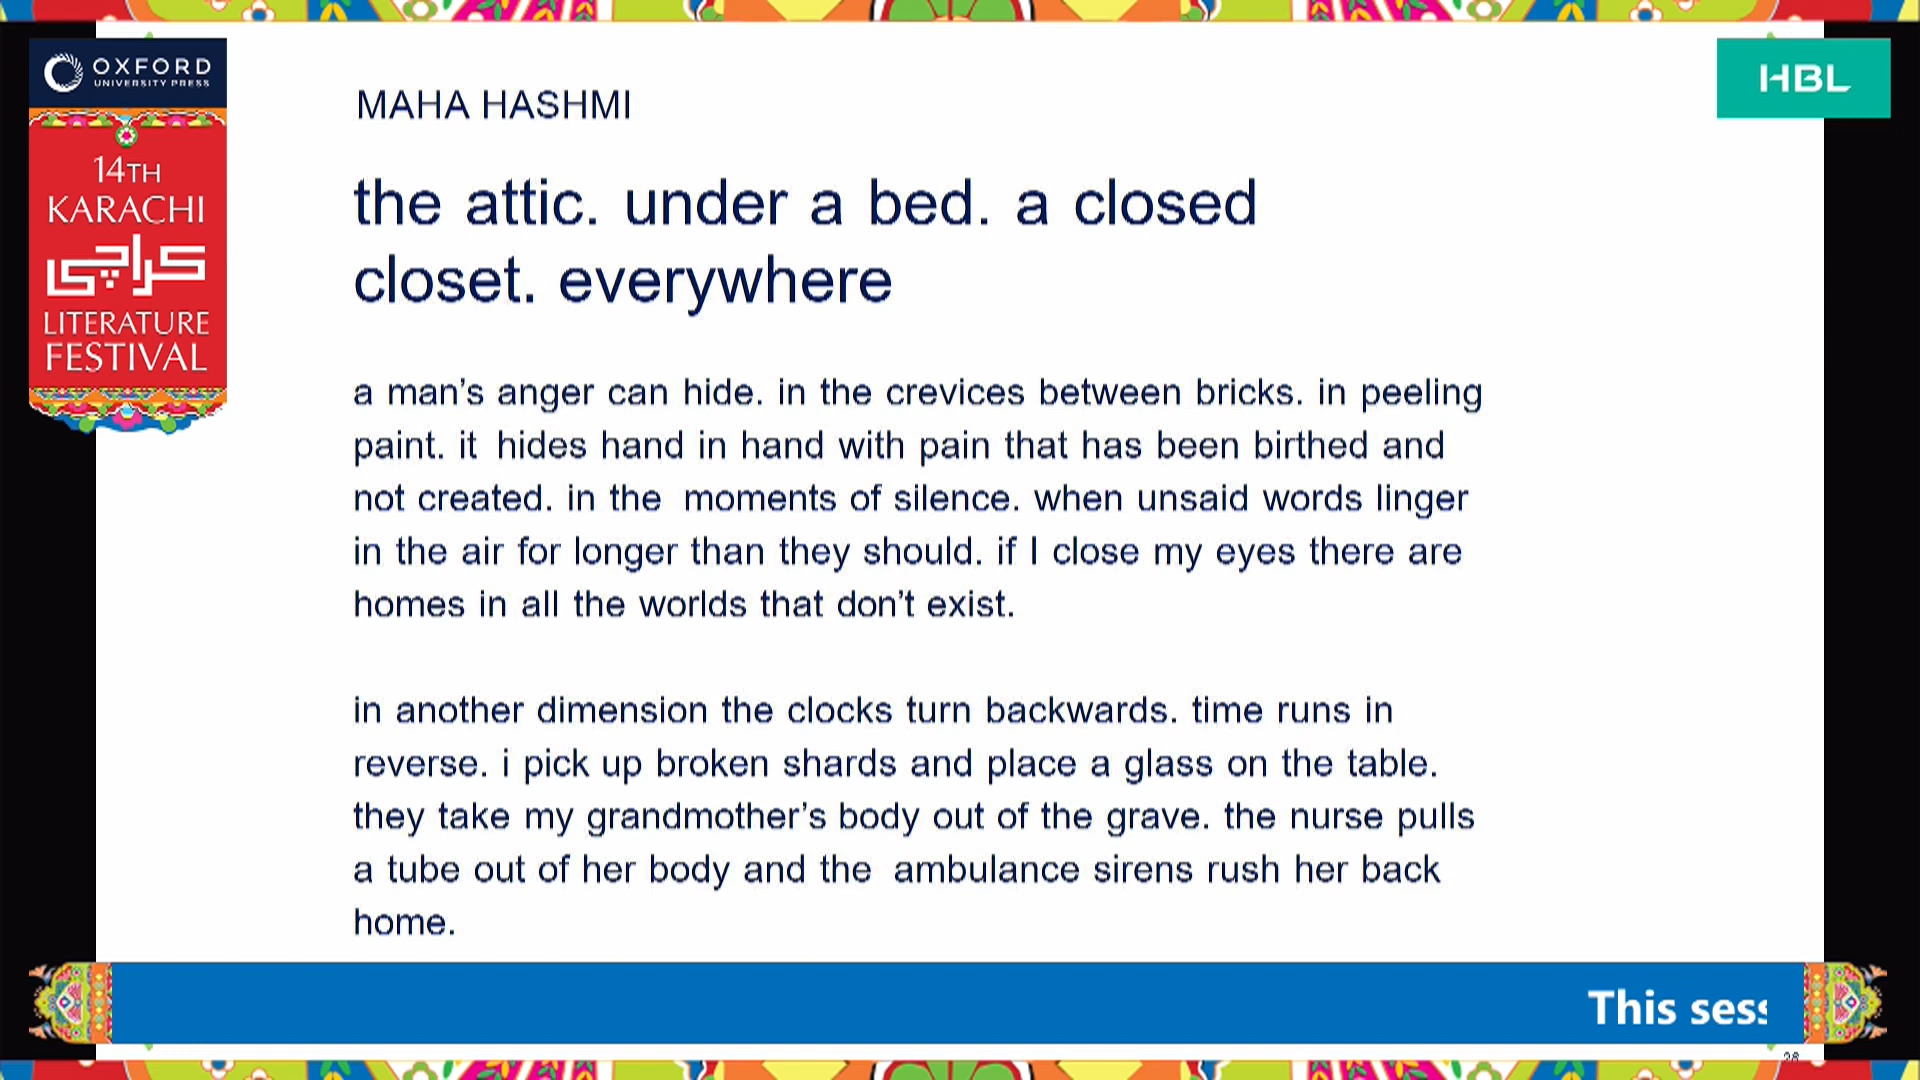 OXFORD
UNIVERSITY PRESS
14TH
KARACHI
کراچی
LITERATURE
FESTIVAL
HBL
MAHA HASHMI
the attic. under a bed. a closed
closet. everywhere
a man’s anger can hide. in the crevices between bricks. in peeling
paint. it hides hand in hand with pain that has been birthed and
not created. in the moments of silence. when unsaid words linger
in the air for longer than they should. if I close my eyes there are
homes in all the worlds that don’t exist.
in another dimension the clocks turn backwards. time runs in
reverse. i pick up broken shards and place a glass on the table.
they take my grandmother’s body out of the grave. the nurse pulls
a tube out of her body and the ambulance sirens rush her back
home.
This sess